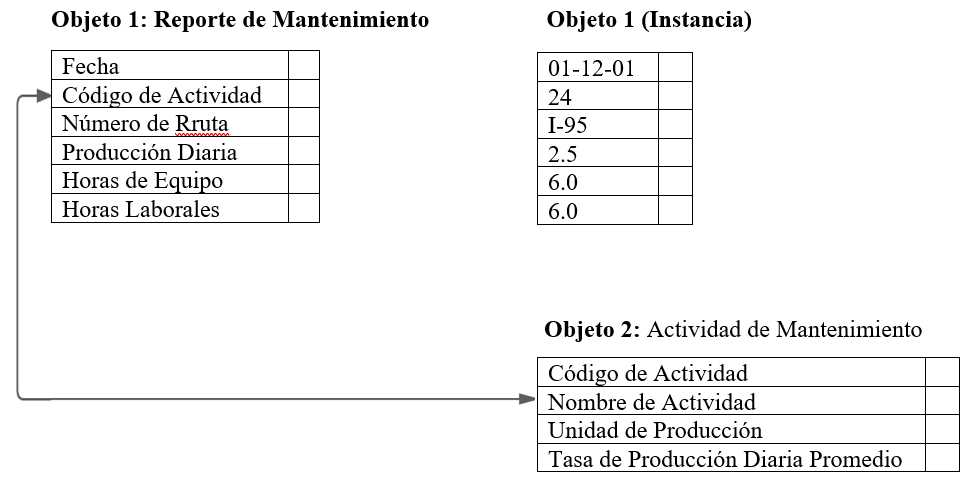 Objeto 1: Reporte de Mantenimiento
Fecha
Código de Actividad
Número de Rruta
Producción Diaria
Horas de Equipo
Horas Laborales
Objeto 1 (Instancia)
01-12-01
24
I-95
2.5
6.0
6.0
Objeto 2: Actividad de Mantenimiento
Código de Actividad
Nombre de Actividad
Unidad de Producción
Tasa de Producción Diaria Promedio